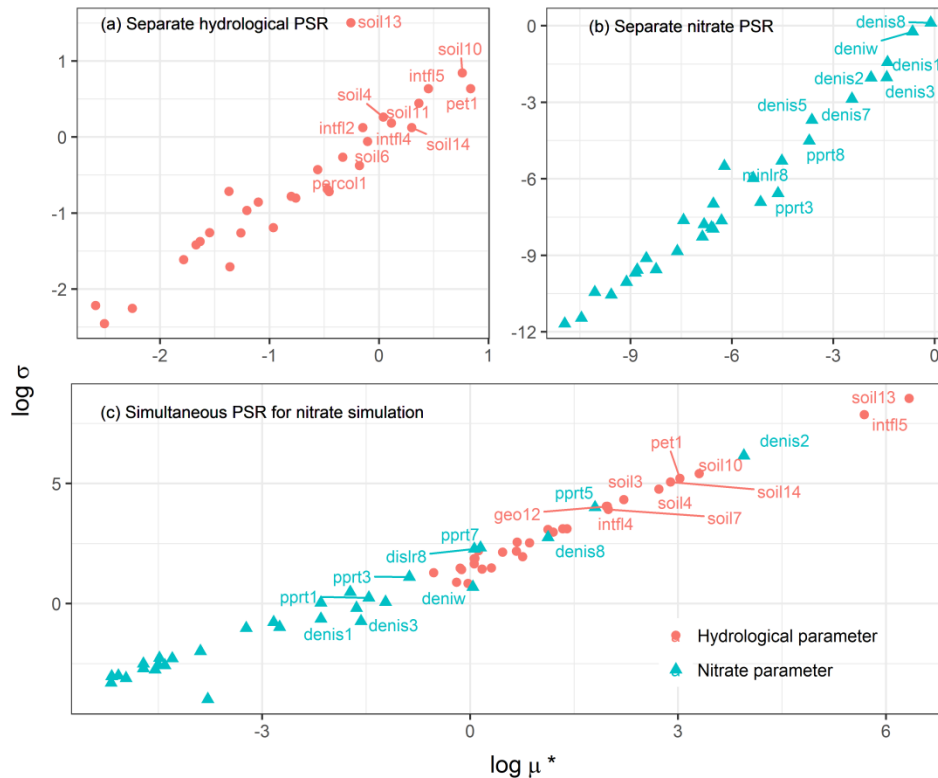 (a) Separate hydrological PSR
soil13
soil10
intfl5
pet1
soil4
soil11
intfl2
intfl4
soil14
soil6
percol1
1
0
-1
-2
-2
-1
0
1
(b) Separate nitrate PSR
denis8
deniw
denis1
denis2
denis3
denis5
denis7
pprt8
minlr8
pprt3
0
-3
-6
-9
-12
-9
-6
-3
0
log σ
(c) Simultaneous PSR for nitrate simulation
soil13
intfl5
denis2
pet1
soil10
soil3
soil14
pprt5
soil4
geo12
intfl4
soil7
pprt7
dislr8
denis8
pprt3
pprt1
deniw
denis1
denis3
5
0
Hydrological parameter
Nitrate parameter
-3
0
3
6
log μ *